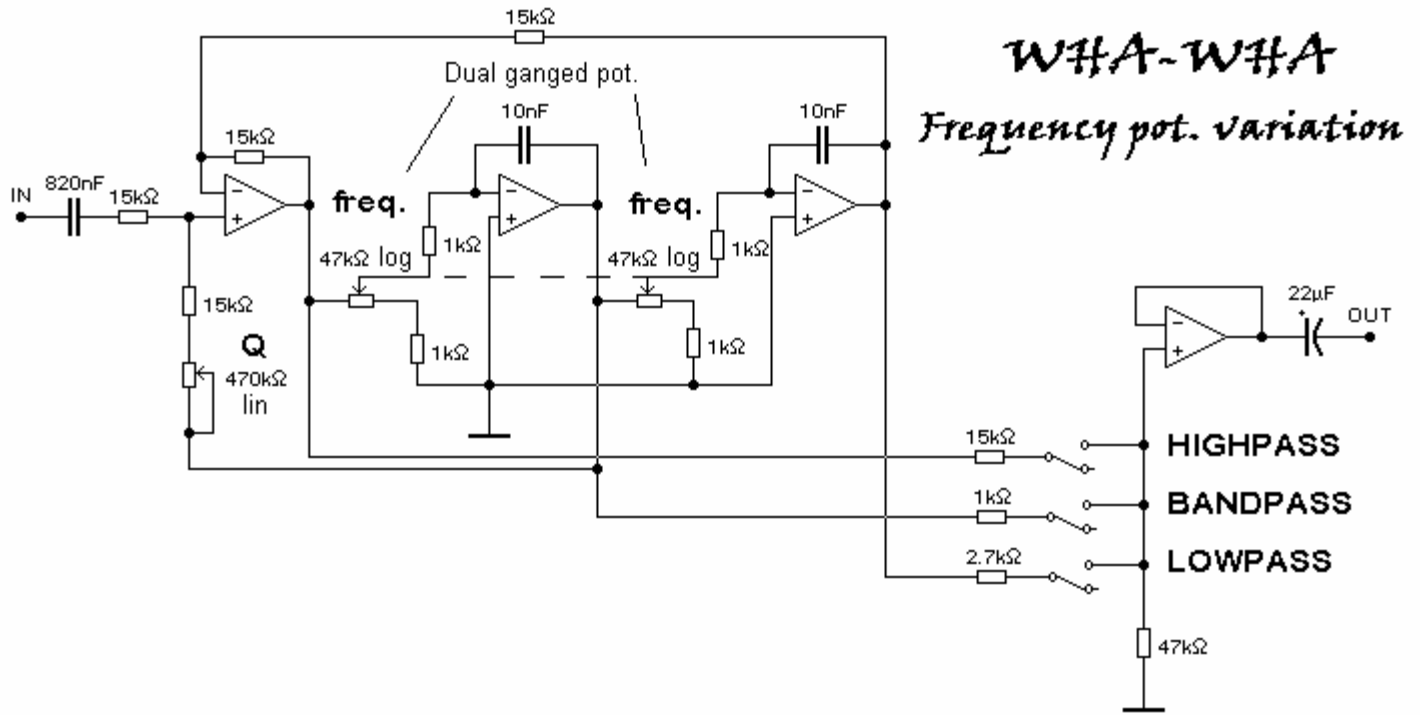 15kΩ
WHA-WHA
Frequency pot. variation
Dual ganged pot.
10nF
10nF
15kΩ
820nF
IN
15kΩ
freq.
freq.
1kΩ
1kΩ
47kΩ log
47kΩ log
15kΩ
1kΩ
1kΩ
22µF
+
OUT
Q
470kΩ
lin
15kΩ
HIGHPASS
1kΩ
BANDPASS
2.7kΩ
LOWPASS
47kΩ